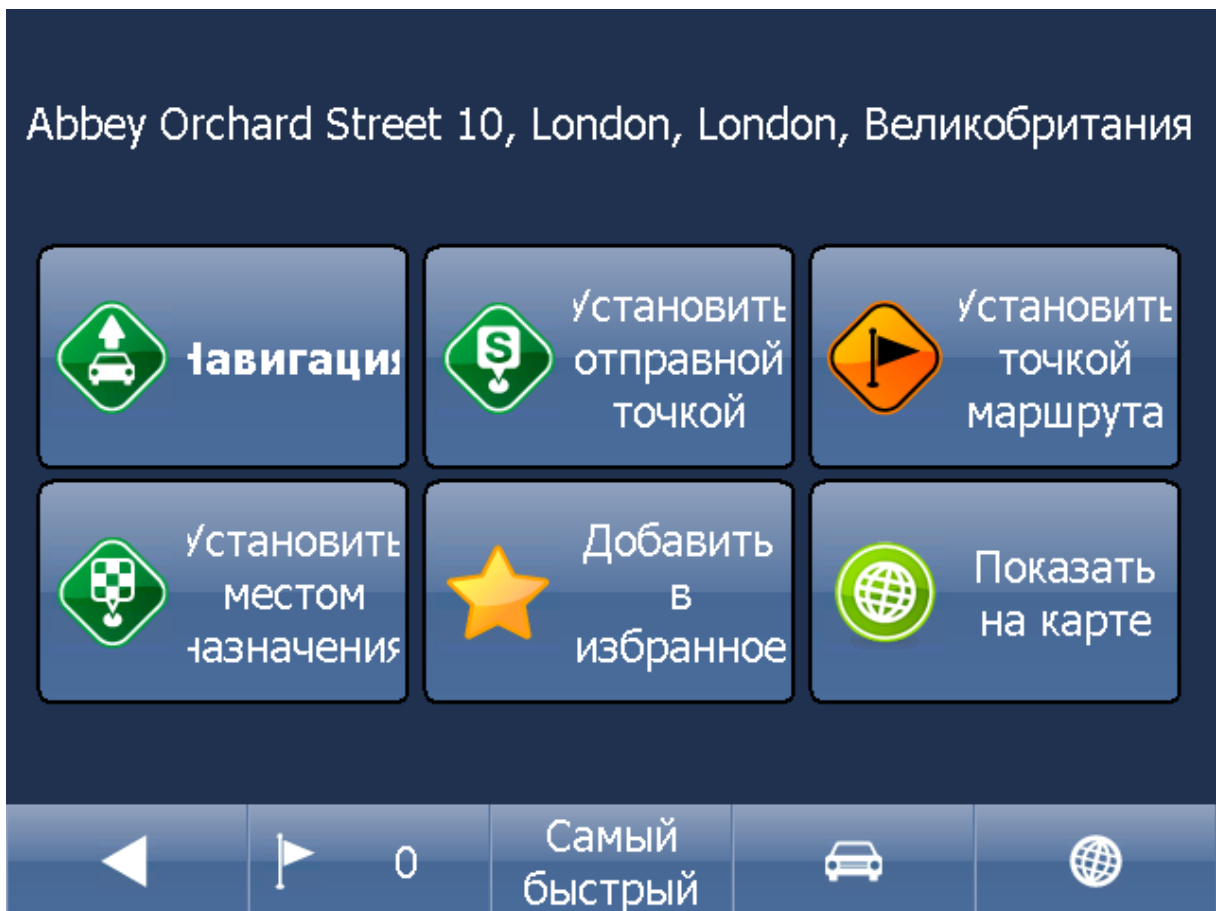 Abbey Orchard Street 10, London, London, Великобритания
Навигация
Установить
отправной
точкой
Установить
точкой
маршрута
Установить
местом
назначения
Добавить
в
избранное
Показать
на карте
S
0
Самый
быстрый